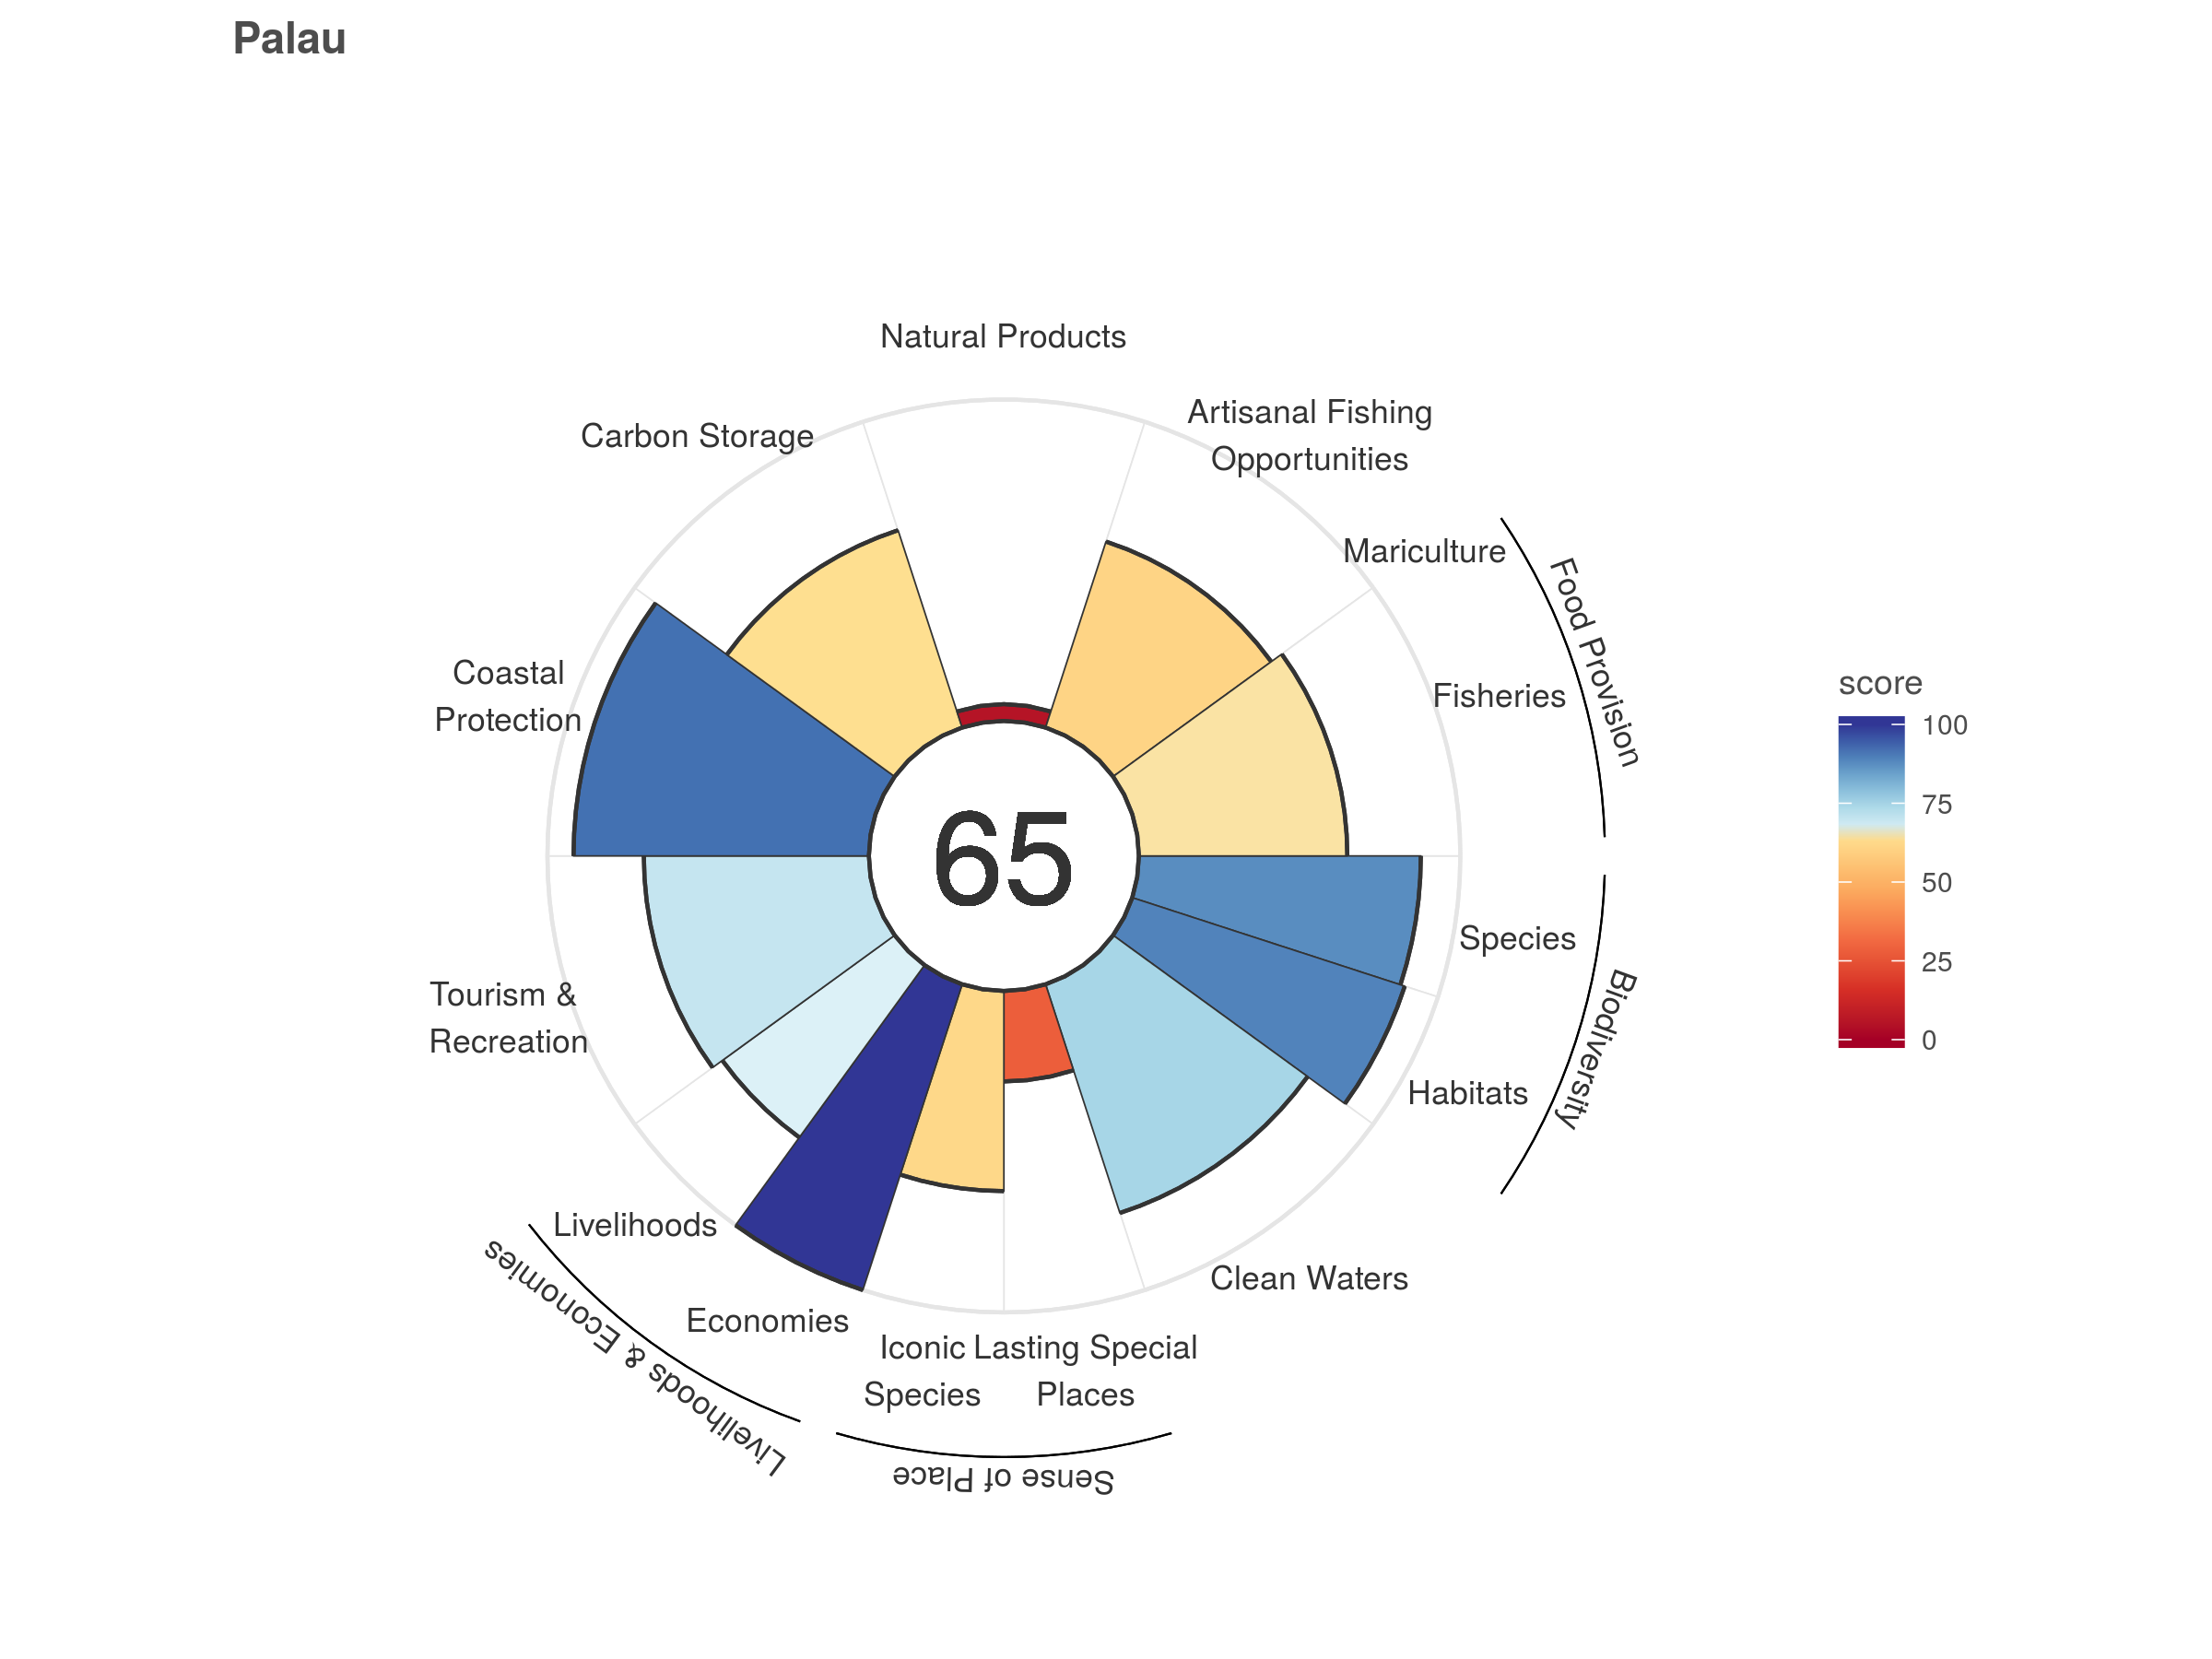 Palau
Natural Products
Artisanal Fishing
Opportunities
Carbon Storage
Mariculture
Food Provision
Fisheries
Coastal
Protection
65
score
100
75
50
25
0
Species
Biodiversity
Tourism &
Recreation
Habitats
Livelihoods
Clean Waters
Livelihoods & Economies
Economies
Iconic
Species
Lasting Special
Places
Sense of Place